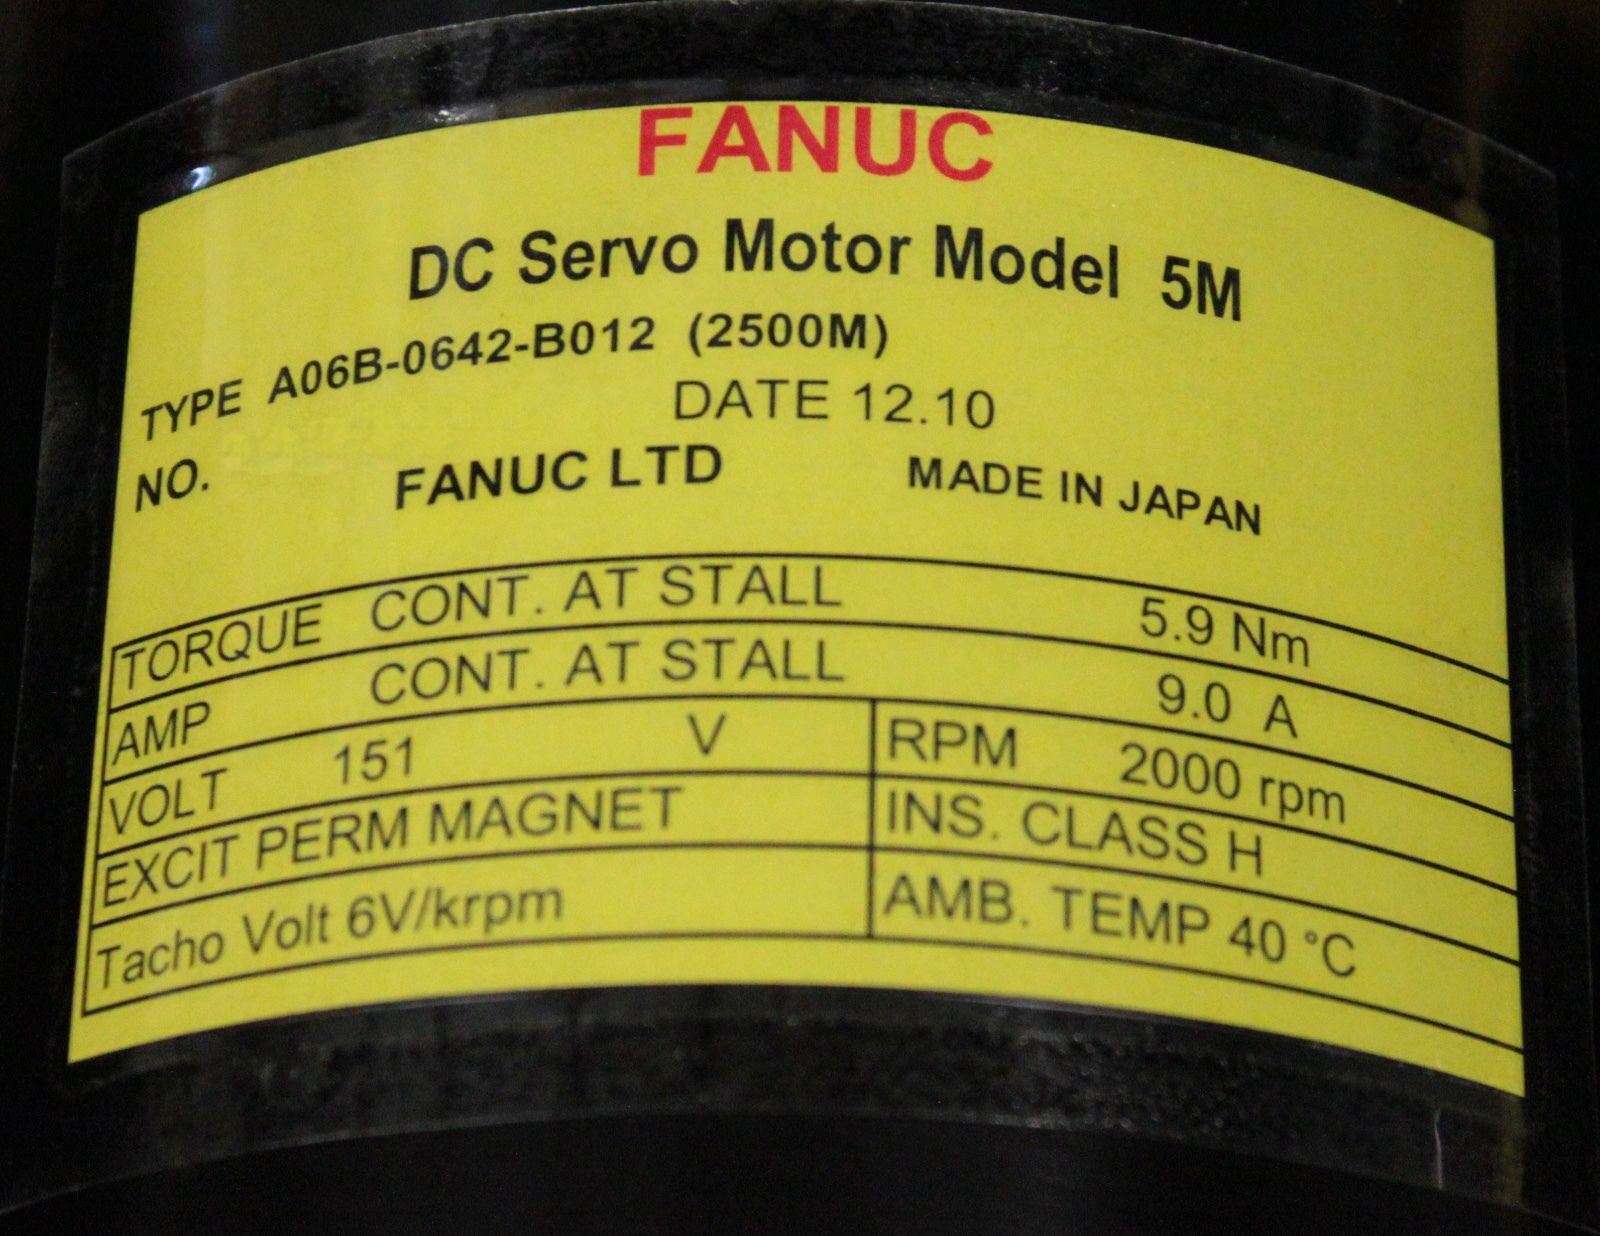 FANUC
DC Servo Motor Model 5M
TYPE A06B-0642-B012 (2500M)
DATE 12.10
NO.
FANUC LTD MADE IN JAPAN
TORQUE CONT. AT STALL 5.9 Nm
AMP CONT. AT STALL 9.0 A
VOLT 151 V RPM 2000 rpm
EXCIT PERM MAGNET INS. CLASS H
Tacho Volt 6V/krpm AMB. TEMP 40 °C